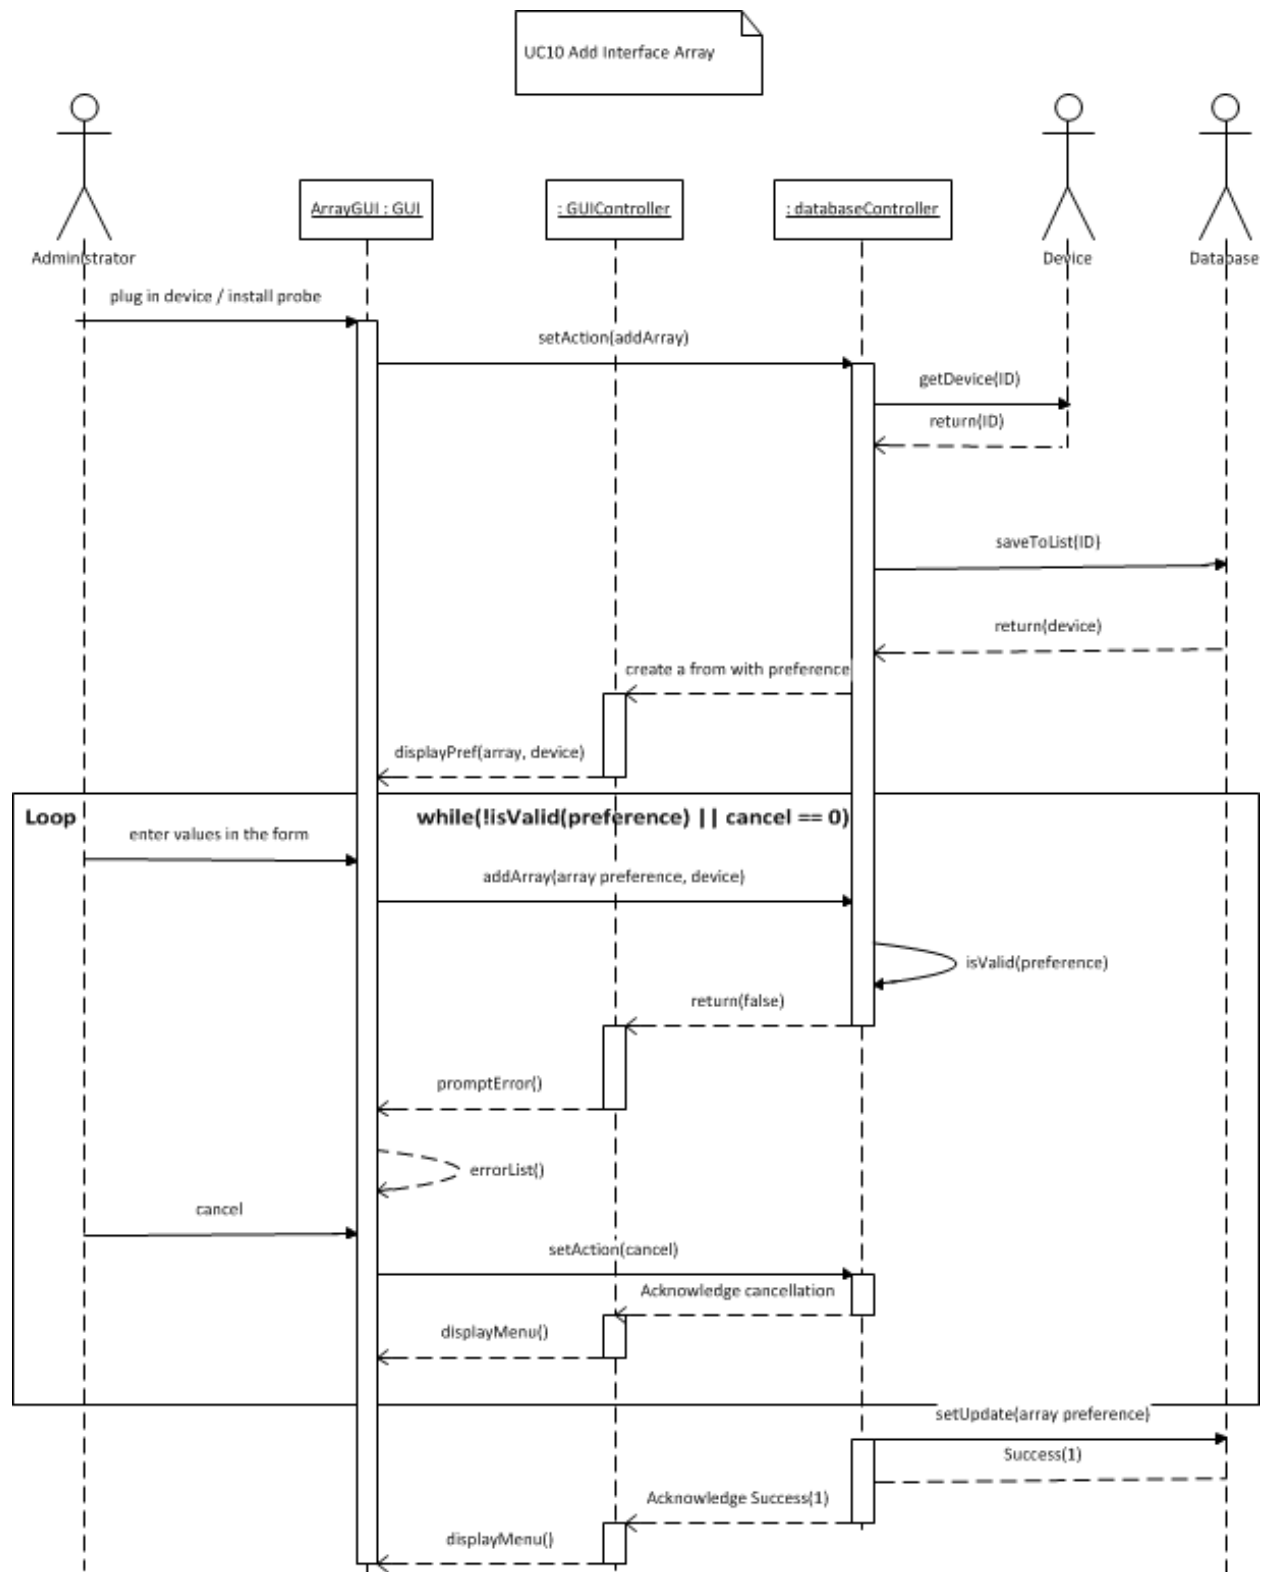 UC10 Add Interface Array
ArrayGUI : GUI
: GUIController
: databaseController
Administrator
Device
Database
plug in device / install probe
setAction(addArray)
getDevice(ID)
return(ID)
saveToList(ID)
return(device)
create a from with preference
displayPref(array, device)
Loop
while(!isValid(preference) || cancel == 0)
enter values in the form
addArray(array preference, device)
isValid(preference)
return(false)
promptError()
errorList()
cancel
setAction(cancel)
Acknowledge cancellation
displayMenu()
setUpdate(array preference)
Success(1)
Acknowledge Success(1)
displayMenu()